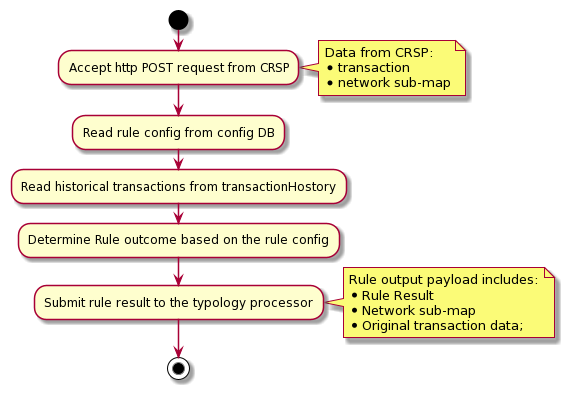 Accept http POST request from CRSP
Data from CRSP:
• transaction
• network sub-map
Read rule config from config DB
Read historical transactions from transactionHostory
Determine Rule outcome based on the rule config
Submit rule result to the typology processor
Rule output payload includes:
• Rule Result
• Network sub-map
• Original transaction data;